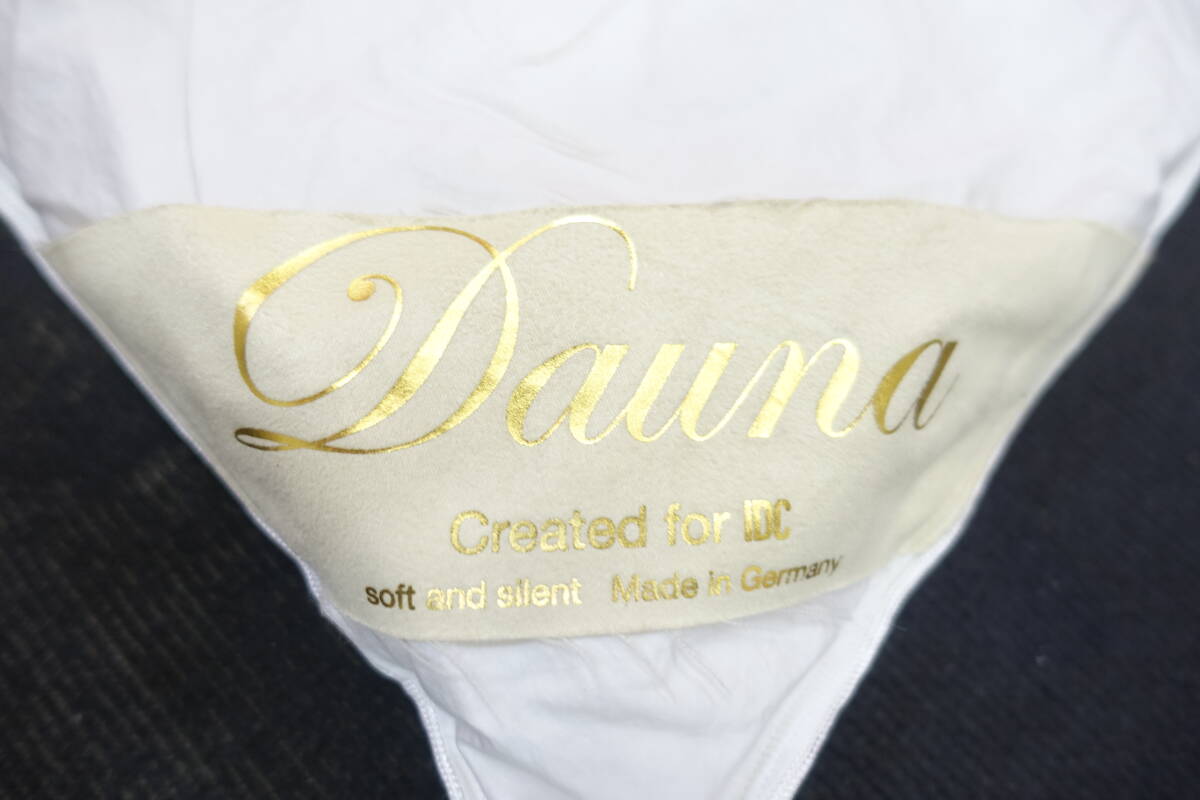 Dauna
Created for IDC
soft and silent Made in Germany